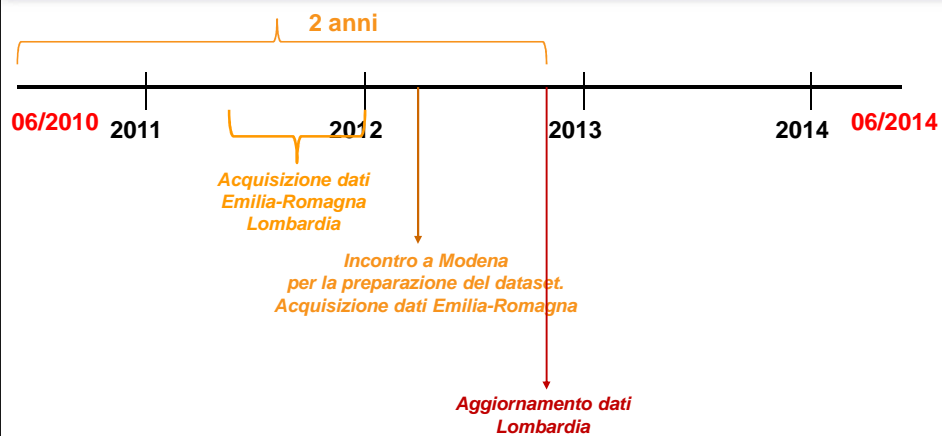 2 anni
06/2010 2011 2012 2013 2014 06/2014
Acquisizione dati
Emilia-Romagna
Lombardia
Incontro a Modena
per la preparazione del dataset.
Acquisizione dati Emilia-Romagna
Aggiornamento dati
Lombardia